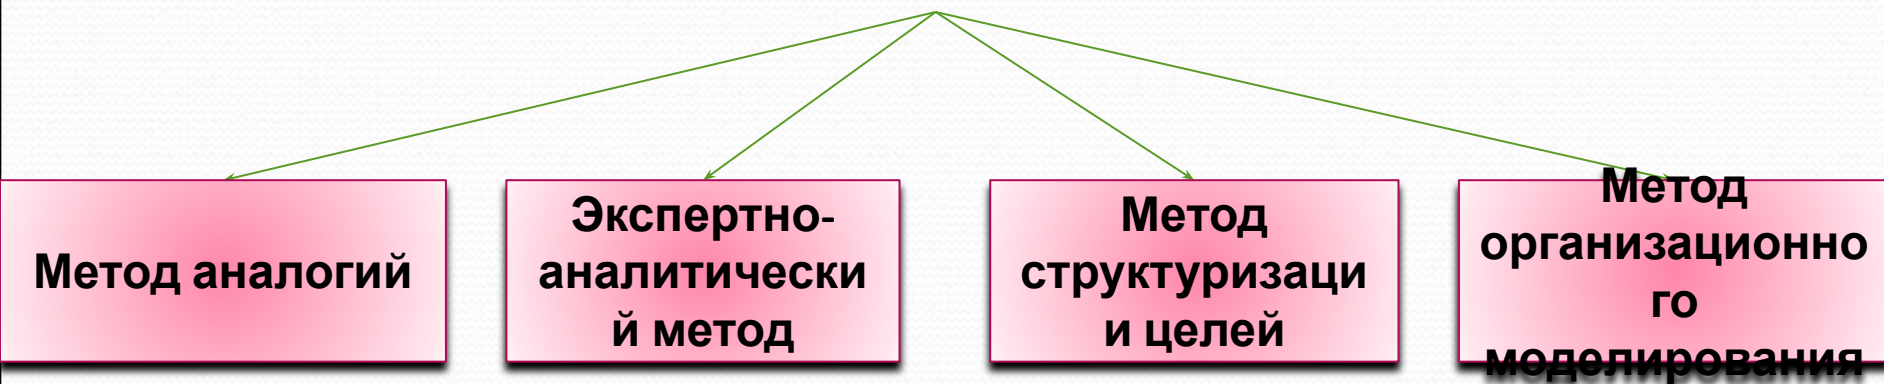 Метод аналогий
Экспертно-
аналитически
й метод
Метод
структуризаци
и целей
Метод
организационно
го
моделирования